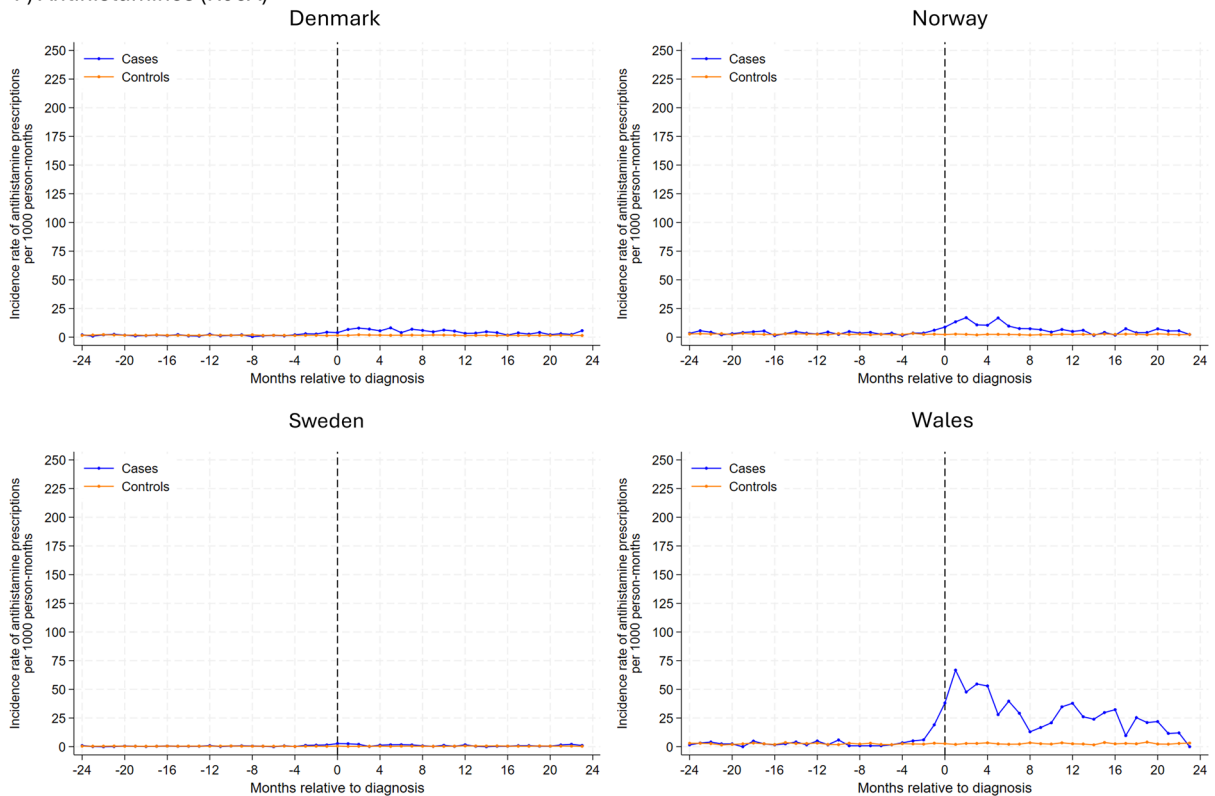 Denmark
Norway
Incidence rate of antihistamine prescriptions
per 1000 person-months
250
225
200
175
150
125
100
75
50
25
0
Cases
Controls
-24 -20 -16 -12 -8 -4 0 4 8 12 16 20 24
Months relative to diagnosis
Incidence rate of antihistamine prescriptions
per 1000 person-months
250
225
200
175
150
125
100
75
50
25
0
Cases
Controls
-24 -20 -16 -12 -8 -4 0 4 8 12 16 20 24
Months relative to diagnosis
Sweden
Wales
Incidence rate of antihistamine prescriptions
per 1000 person-months
250
225
200
175
150
125
100
75
50
25
0
Cases
Controls
-24 -20 -16 -12 -8 -4 0 4 8 12 16 20 24
Months relative to diagnosis
Incidence rate of antihistamine prescriptions
per 1000 person-months
250
225
200
175
150
125
100
75
50
25
0
Cases
Controls
-24 -20 -16 -12 -8 -4 0 4 8 12 16 20 24
Months relative to diagnosis